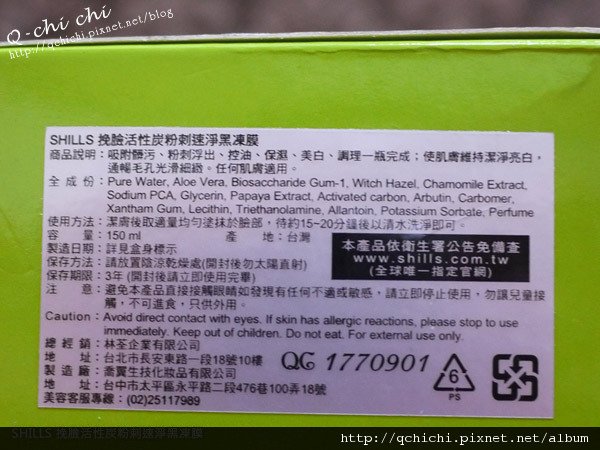 Q-chi chi
http://qchichi.pixnet.net/blog
SHILLS 挽臉活性炭粉刺速淨黑凍膜
商品說明：吸附髒污、粉刺浮出、控油、保濕、美白、調理一瓶完成；使肌膚維持潔淨亮白，
通暢毛孔光滑細緻。任何肌膚適用。
全 成 份：Pure Water, Aloe Vera, Biosaccharide Gum-1, Witch Hazel, Chamomile Extract,
Sodium PCA, Glycerin, Papaya Extract, Activated carbon, Arbutin, Carbomer,
Xantham Gum, Lecithin, Triethanolamine, Allantoin, Potassium Sorbate, Perfume
使用方法：潔膚後取適量均勻塗抹於臉部，待約15~20分鐘後以清水洗淨即可。
容 量：150 ml 產 地：台灣
製造日期：詳見盒身標示
保存方法：請放置陰涼乾燥處(開封後勿太陽直射)
保存期限：3年(開封後請立即使用完畢)
本產品依衛生署公告免備查
www.shills.com.tw
(全球唯一指定官網)
注 意：避免本產品直接接觸眼睛如發現有任何不適或敏感，請立即停止使用，勿讓兒童接
觸，不可進食，只供外用。
Caution：Avoid direct contact with eyes. If skin has allergic reactions, please stop to use
immediately. Keep out of children. Do not eat. For external use only.
總 經 銷：林荃企業有限公司
地 址：台北市長安東路一段18號10樓
製 造 廠：喬翼生技化妝品有限公司
地 址：台中市太平區永平路二段476巷100弄18號
美容客服專線：(02)25117989
QC 1770901
6
PS
SHILLS 挽臉活性炭粉刺速淨黑凍膜
http://qchichi.pixnet.net/album